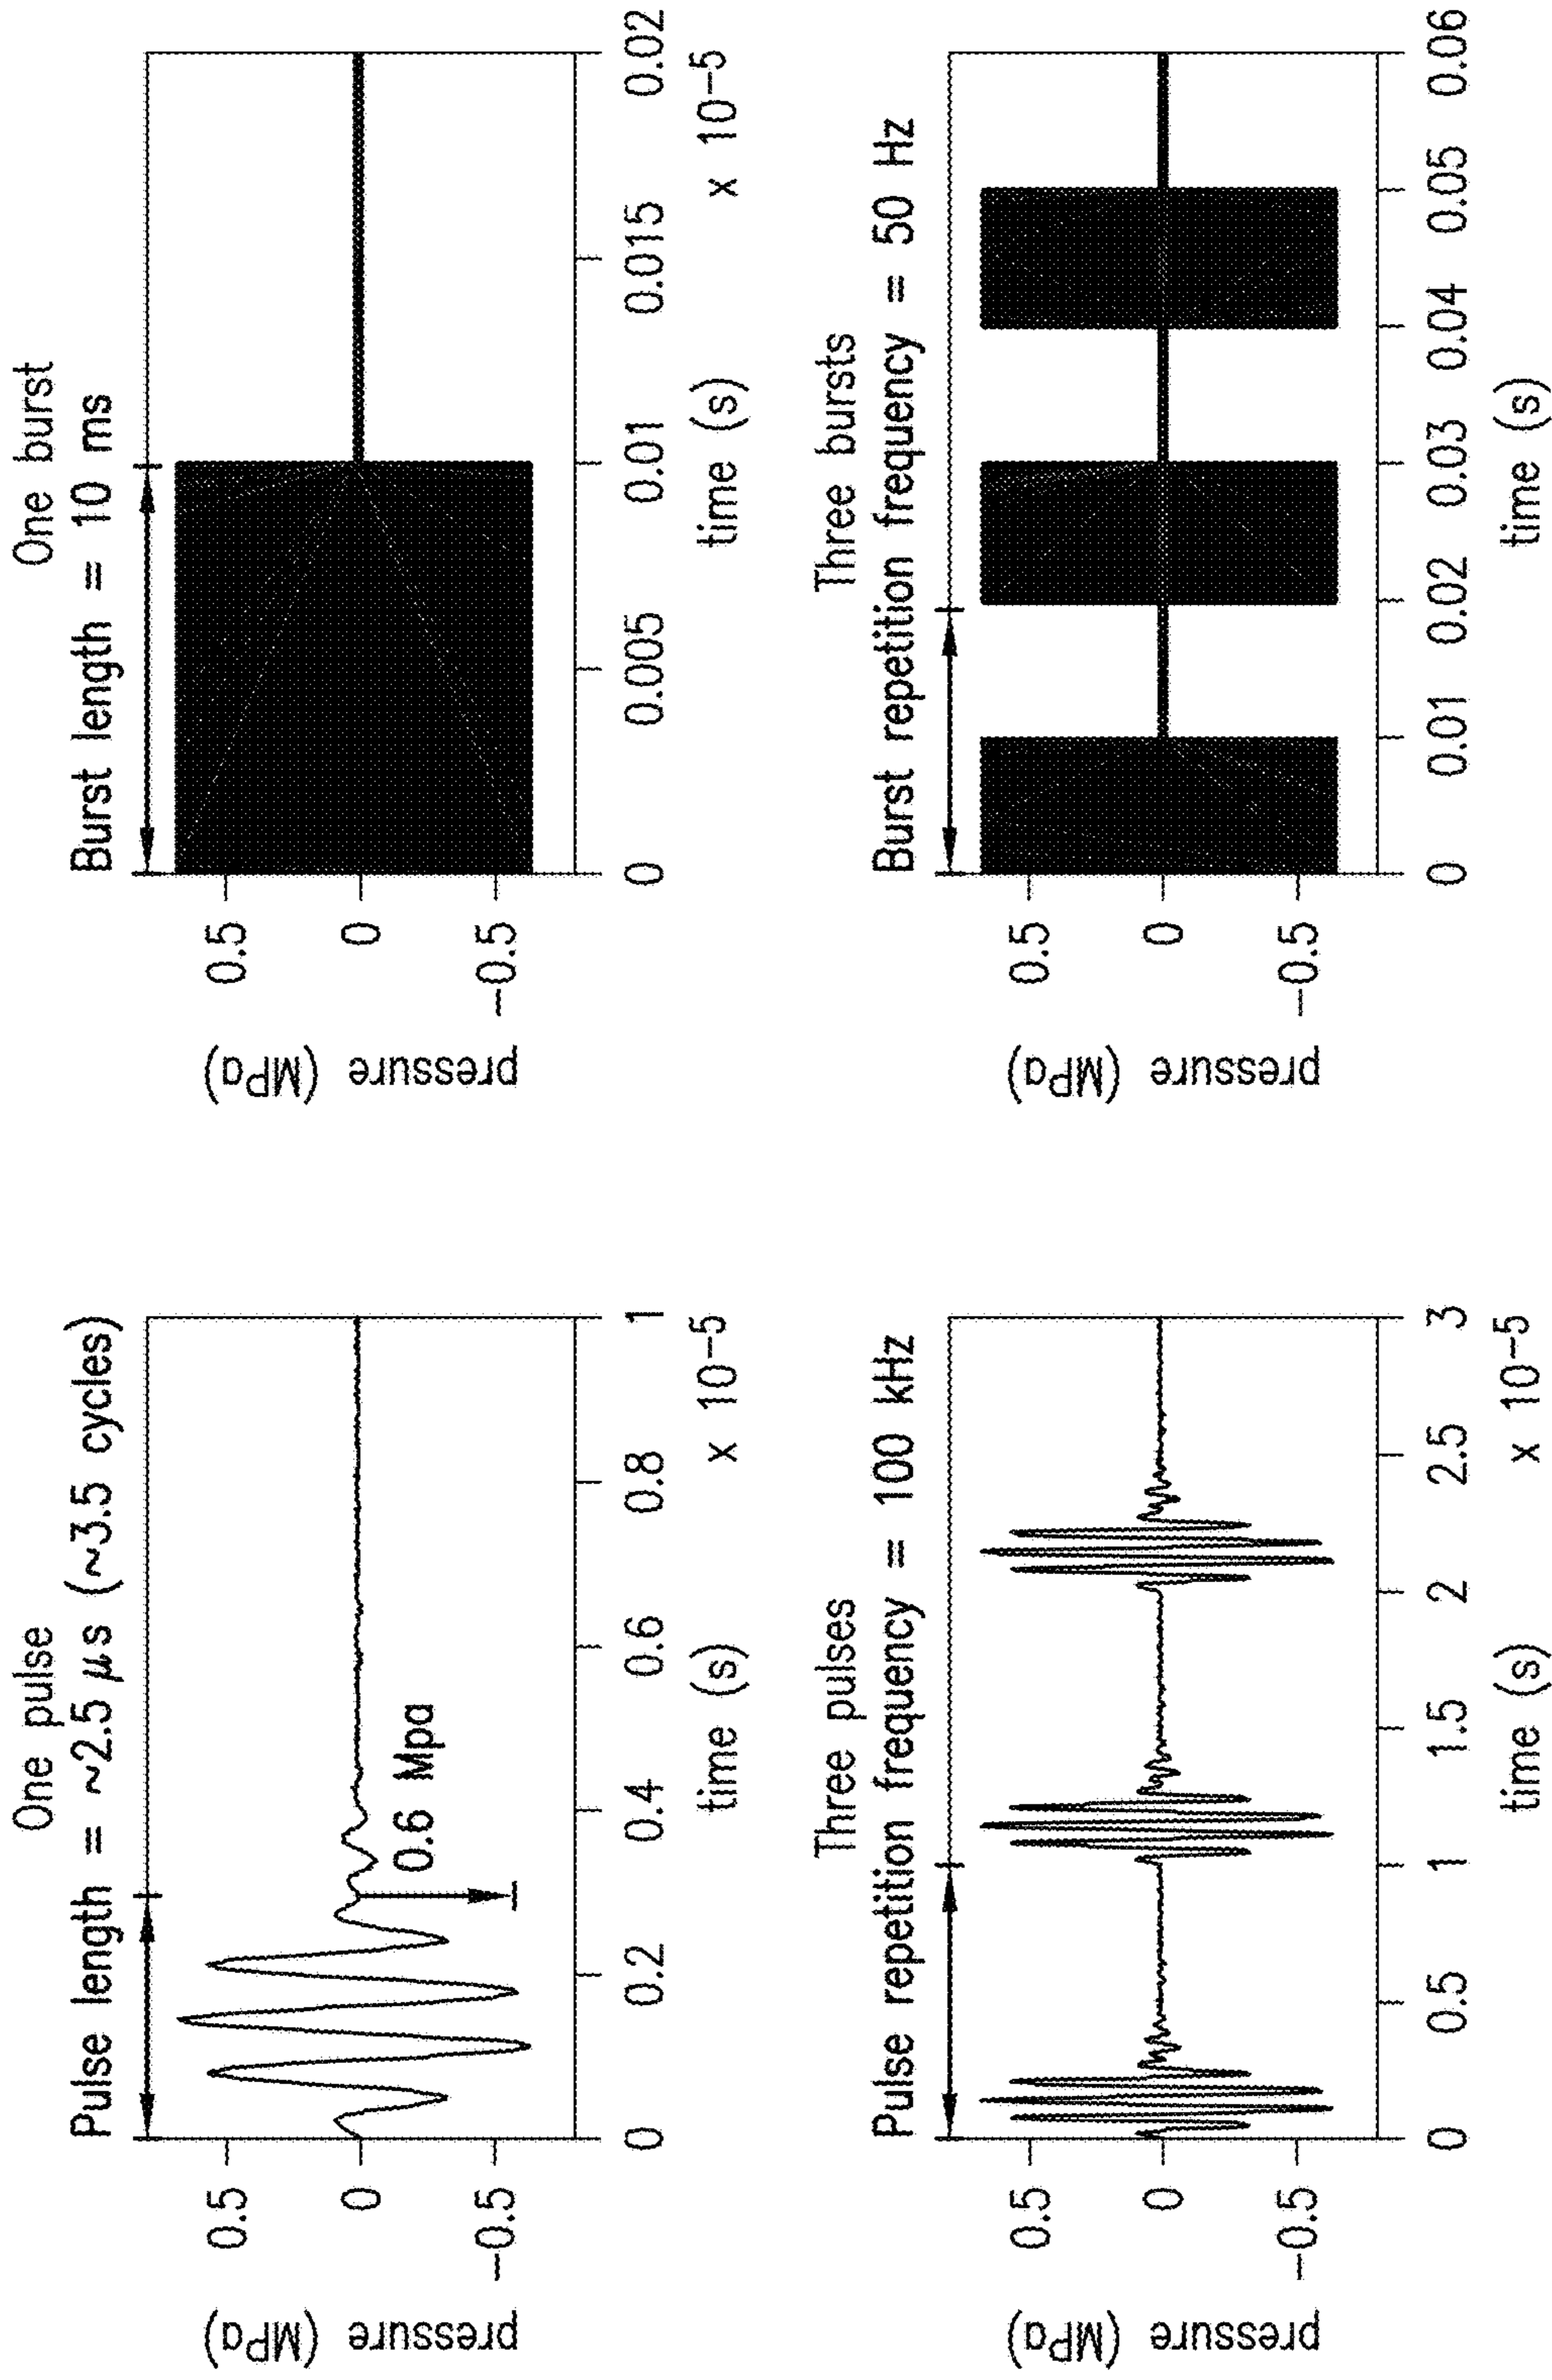 One pulse
Pulse length = ~2.5 μs (~3.5 cycles)
0.5
0
−0.5
pressure (MPa)
0.6 Mpa
0 0.2 0.4 0.6 0.8 1
time (s) x 10−5
One burst
Burst length = 10 ms
0.5
0
−0.5
pressure (MPa)
0 0.005 0.01 0.015 0.02
time (s) x 10−5
Three pulses
Pulse repetition frequency = 100 kHz
0.5
0
−0.5
pressure (MPa)
0 0.5 1 1.5 2 2.5 3
time (s) x 10−5
Three bursts
Burst repetition frequency = 50 Hz
0.5
0
−0.5
pressure (MPa)
0 0.01 0.02 0.03 0.04 0.05 0.06
time (s)